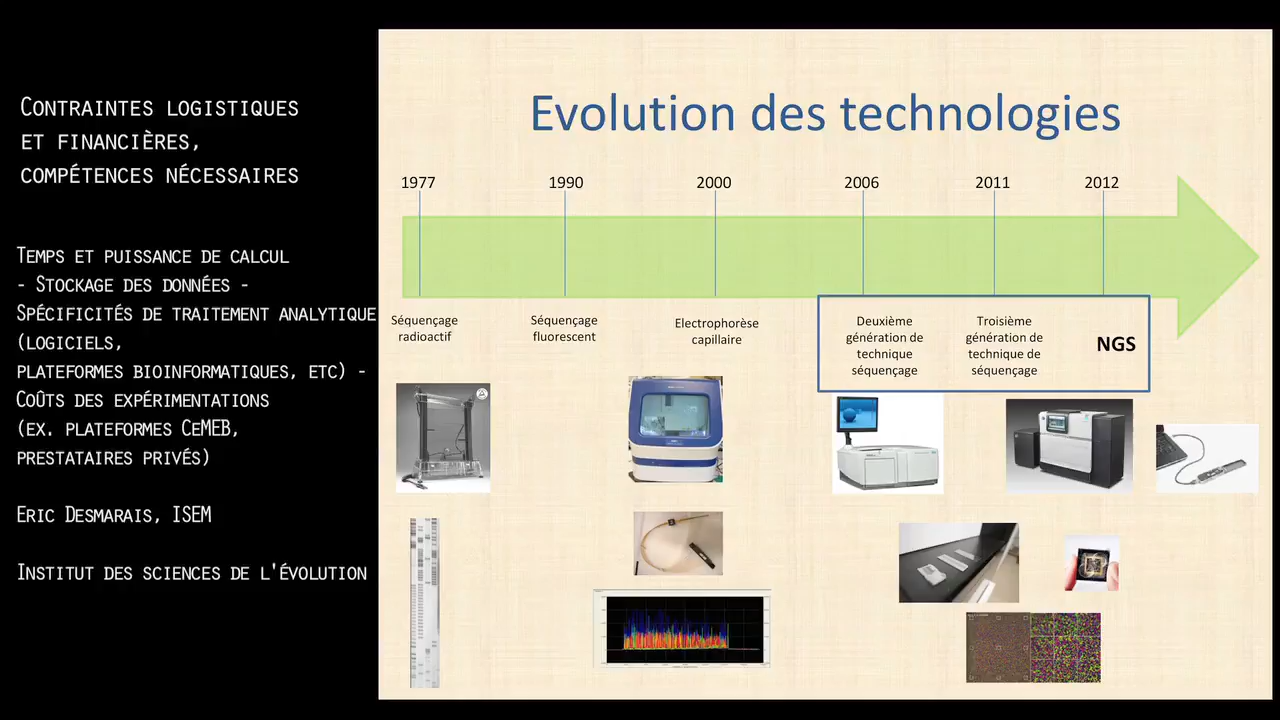 Contraintes logistiques
et financières,
compétences nécessaires
Temps et puissance de calcul
- Stockage des données -
Spécificités de traitement analytique
(logiciels,
plateformes bioinformatiques, etc) -
Coûts des expérimentations
(ex. plateformes CeMEB,
prestataires privés)
Eric Desmarais, ISEM
Institut des sciences de l'évolution
Evolution des technologies
1977
1990
2000
2006
2011
2012
Séquençage
radioactif
Séquençage
fluorescent
Electrophorèse
capillaire
Deuxième
génération de
technique
séquençage
Troisième
génération de
technique de
séquençage
NGS